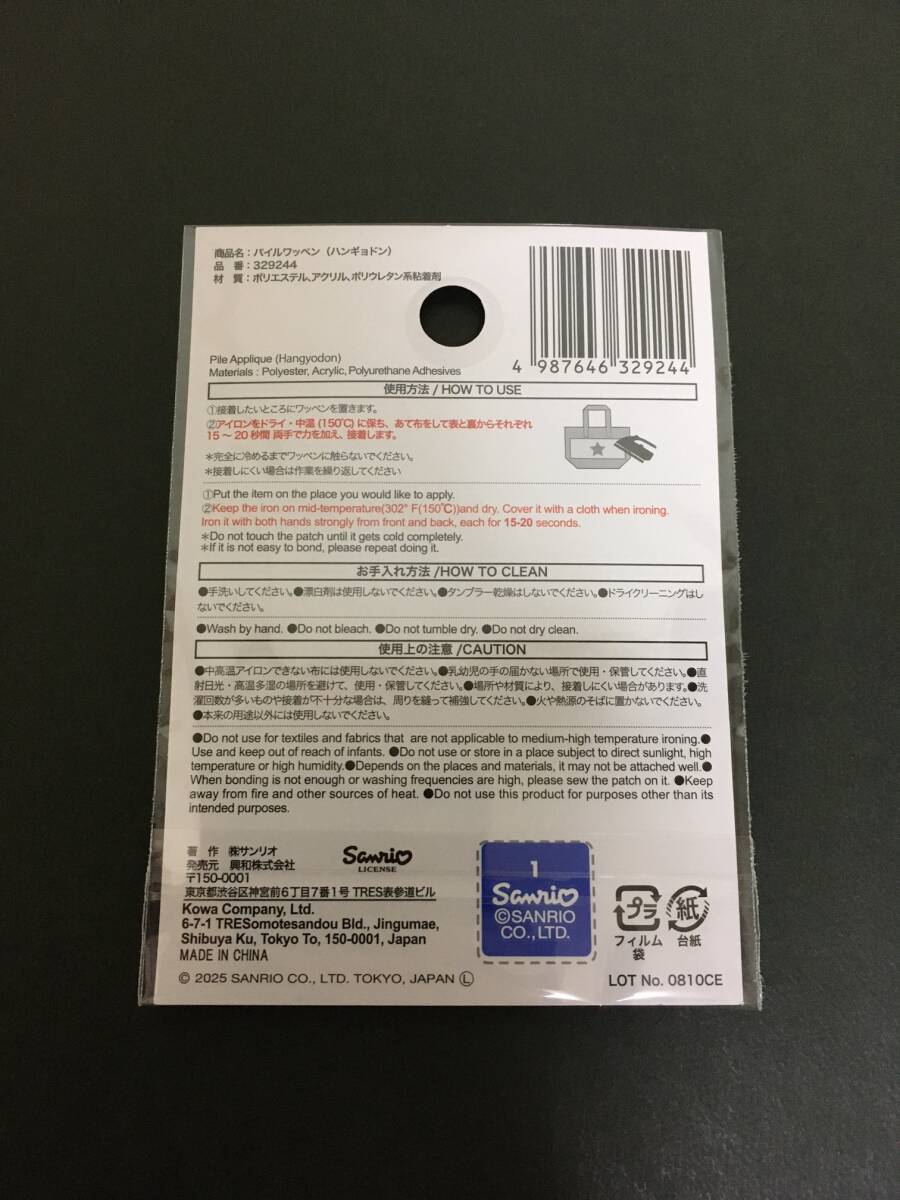 商品名：パイルワッペン（ハンギョドン）
品　番：329244
材　質：ポリエステル、アクリル、ポリウレタン系粘着剤
4 987646 329244
Pile Applique (Hangyodon)
Materials : Polyester, Acrylic, Polyurethane Adhesives
使用方法 / HOW TO USE
①接着したいところにワッペンを置きます。
②アイロンをドライ・中温 (150℃) に保ち、あて布をして表と裏からそれぞれ
15 〜 20 秒間 両手で力を加え、接着します。
＊完全に冷めるまでワッペンに触らないでください。
＊接着しにくい場合は作業を繰り返してください
①Put the item on the place you would like to apply.
②Keep the iron on mid-temperature(302° F(150℃))and dry. Cover it with a cloth when ironing.
Iron it with both hands strongly from front and back, each for 15-20 seconds.
＊Do not touch the patch until it gets cold completely.
＊If it is not easy to bond, please repeat doing it.
お手入れ方法 /HOW TO CLEAN
●手洗いしてください。●漂白剤は使用しないでください。●タンブラー乾燥はしないでください。●ドライクリーニングはし
ないでください。
●Wash by hand. ●Do not bleach. ●Do not tumble dry. ●Do not dry clean.
使用上の注意 /CAUTION
●中高温アイロンできない布には使用しないでください。●乳幼児の手の届かない場所で使用・保管してください。●直
射日光・高温多湿の場所を避けて、使用・保管してください。●場所や材質により、接着しにくい場合があります。●洗
濯回数が多いものや接着が不十分な場合は、周りを縫って補強してください。●火や熱源のそばに置かないでください。
●本来の用途以外には使用しないでください。
●Do not use for textiles and fabrics that are not applicable to medium-high temperature ironing.●
Use and keep out of reach of infants. ●Do not use or store in a place subject to direct sunlight, high
temperature or high humidity.●Depends on the places and materials, it may not be attached well.●
When bonding is not enough or washing frequencies are high, please sew the patch on it. ●Keep
away from fire and other sources of heat. ●Do not use this product for purposes other than its
intended purposes.
著　作　㈱サンリオ
発売元　興和株式会社
〒150-0001
東京都渋谷区神宮前6丁目7番1号 TRES表参道ビル
Kowa Company, Ltd.
6-7-1 TRESomotesandou Bld., Jingumae,
Shibuya Ku, Tokyo To, 150-0001, Japan
MADE IN CHINA
© 2025 SANRIO CO., LTD. TOKYO, JAPAN Ⓛ
Sanrio
LICENSE
1
Sanrio
©SANRIO
CO., LTD.
プラ
フィルム
袋
紙
台紙
LOT No. 0810CE